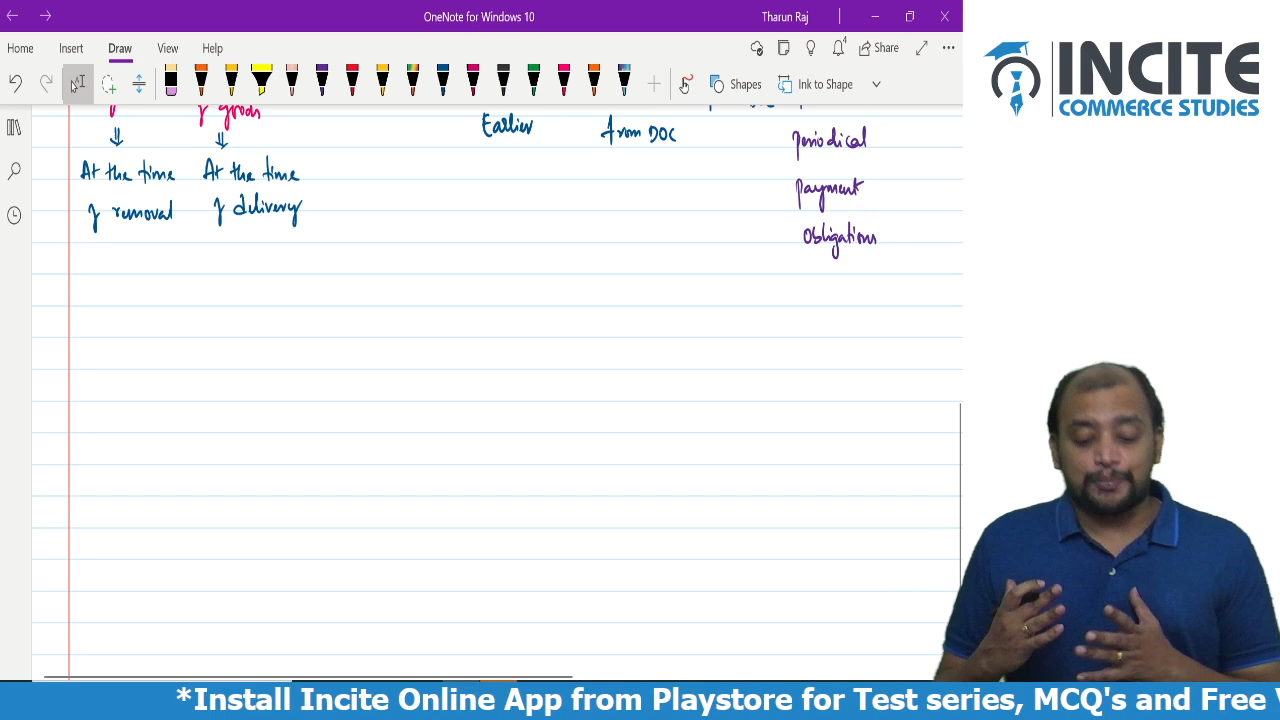 OneNote for Windows 10
Tharun Raj
Home Insert Draw View Help
Share
Shapes
Ink to Shape
goods
Earlier
from DOC
At the time
of removal
At the time
of delivery
Periodical
payment
obligations
INCITE
COMMERCE STUDIES
*Install Incite Online App from Playstore for Test series, MCQ's and Free V